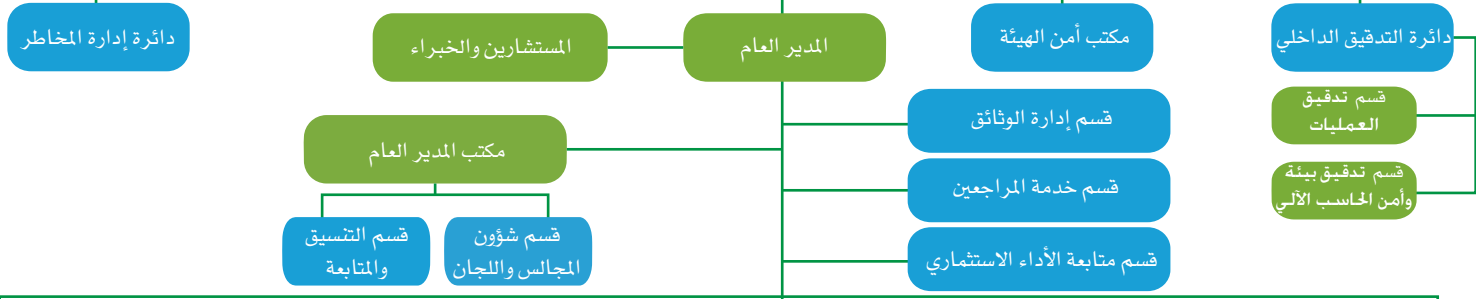 دائرة التدقيق الداخلي
مكتب أمن الهيئة
المدير العام
المستشارين والخبراء
دائرة إدارة المخاطر
قسم تدقيق
العمليات
قسم إدارة الوثائق
مكتب المدير العام
قسم تدقيق بيئة
وأمن الحاسب الآلي
قسم خدمة المراجعين
قسم شؤون
المجالس واللجان
قسم التنسيق
والمتابعة
قسم متابعة الأداء الاستثماري